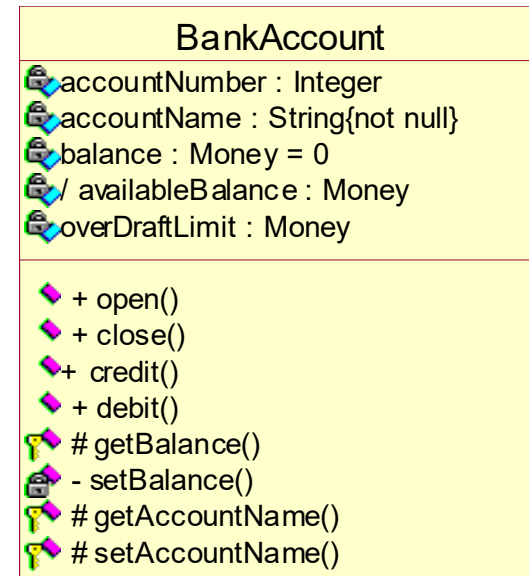 BankAccount
accountNumber : Integer
accountName : String{not null}
balance : Money = 0
/ availableBalance : Money
overDraftLimit : Money
+ open()
+ close()
+ credit()
+ debit()
# getBalance()
- setBalance()
# getAccountName()
# setAccountName()